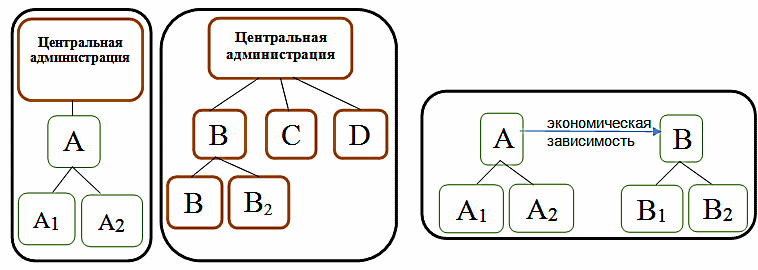 Центральная
администрация
A
A1
A2
Центральная
администрация
B
C
D
B
B2
A
экономическая
зависимость
B
A1
A2
B1
B2